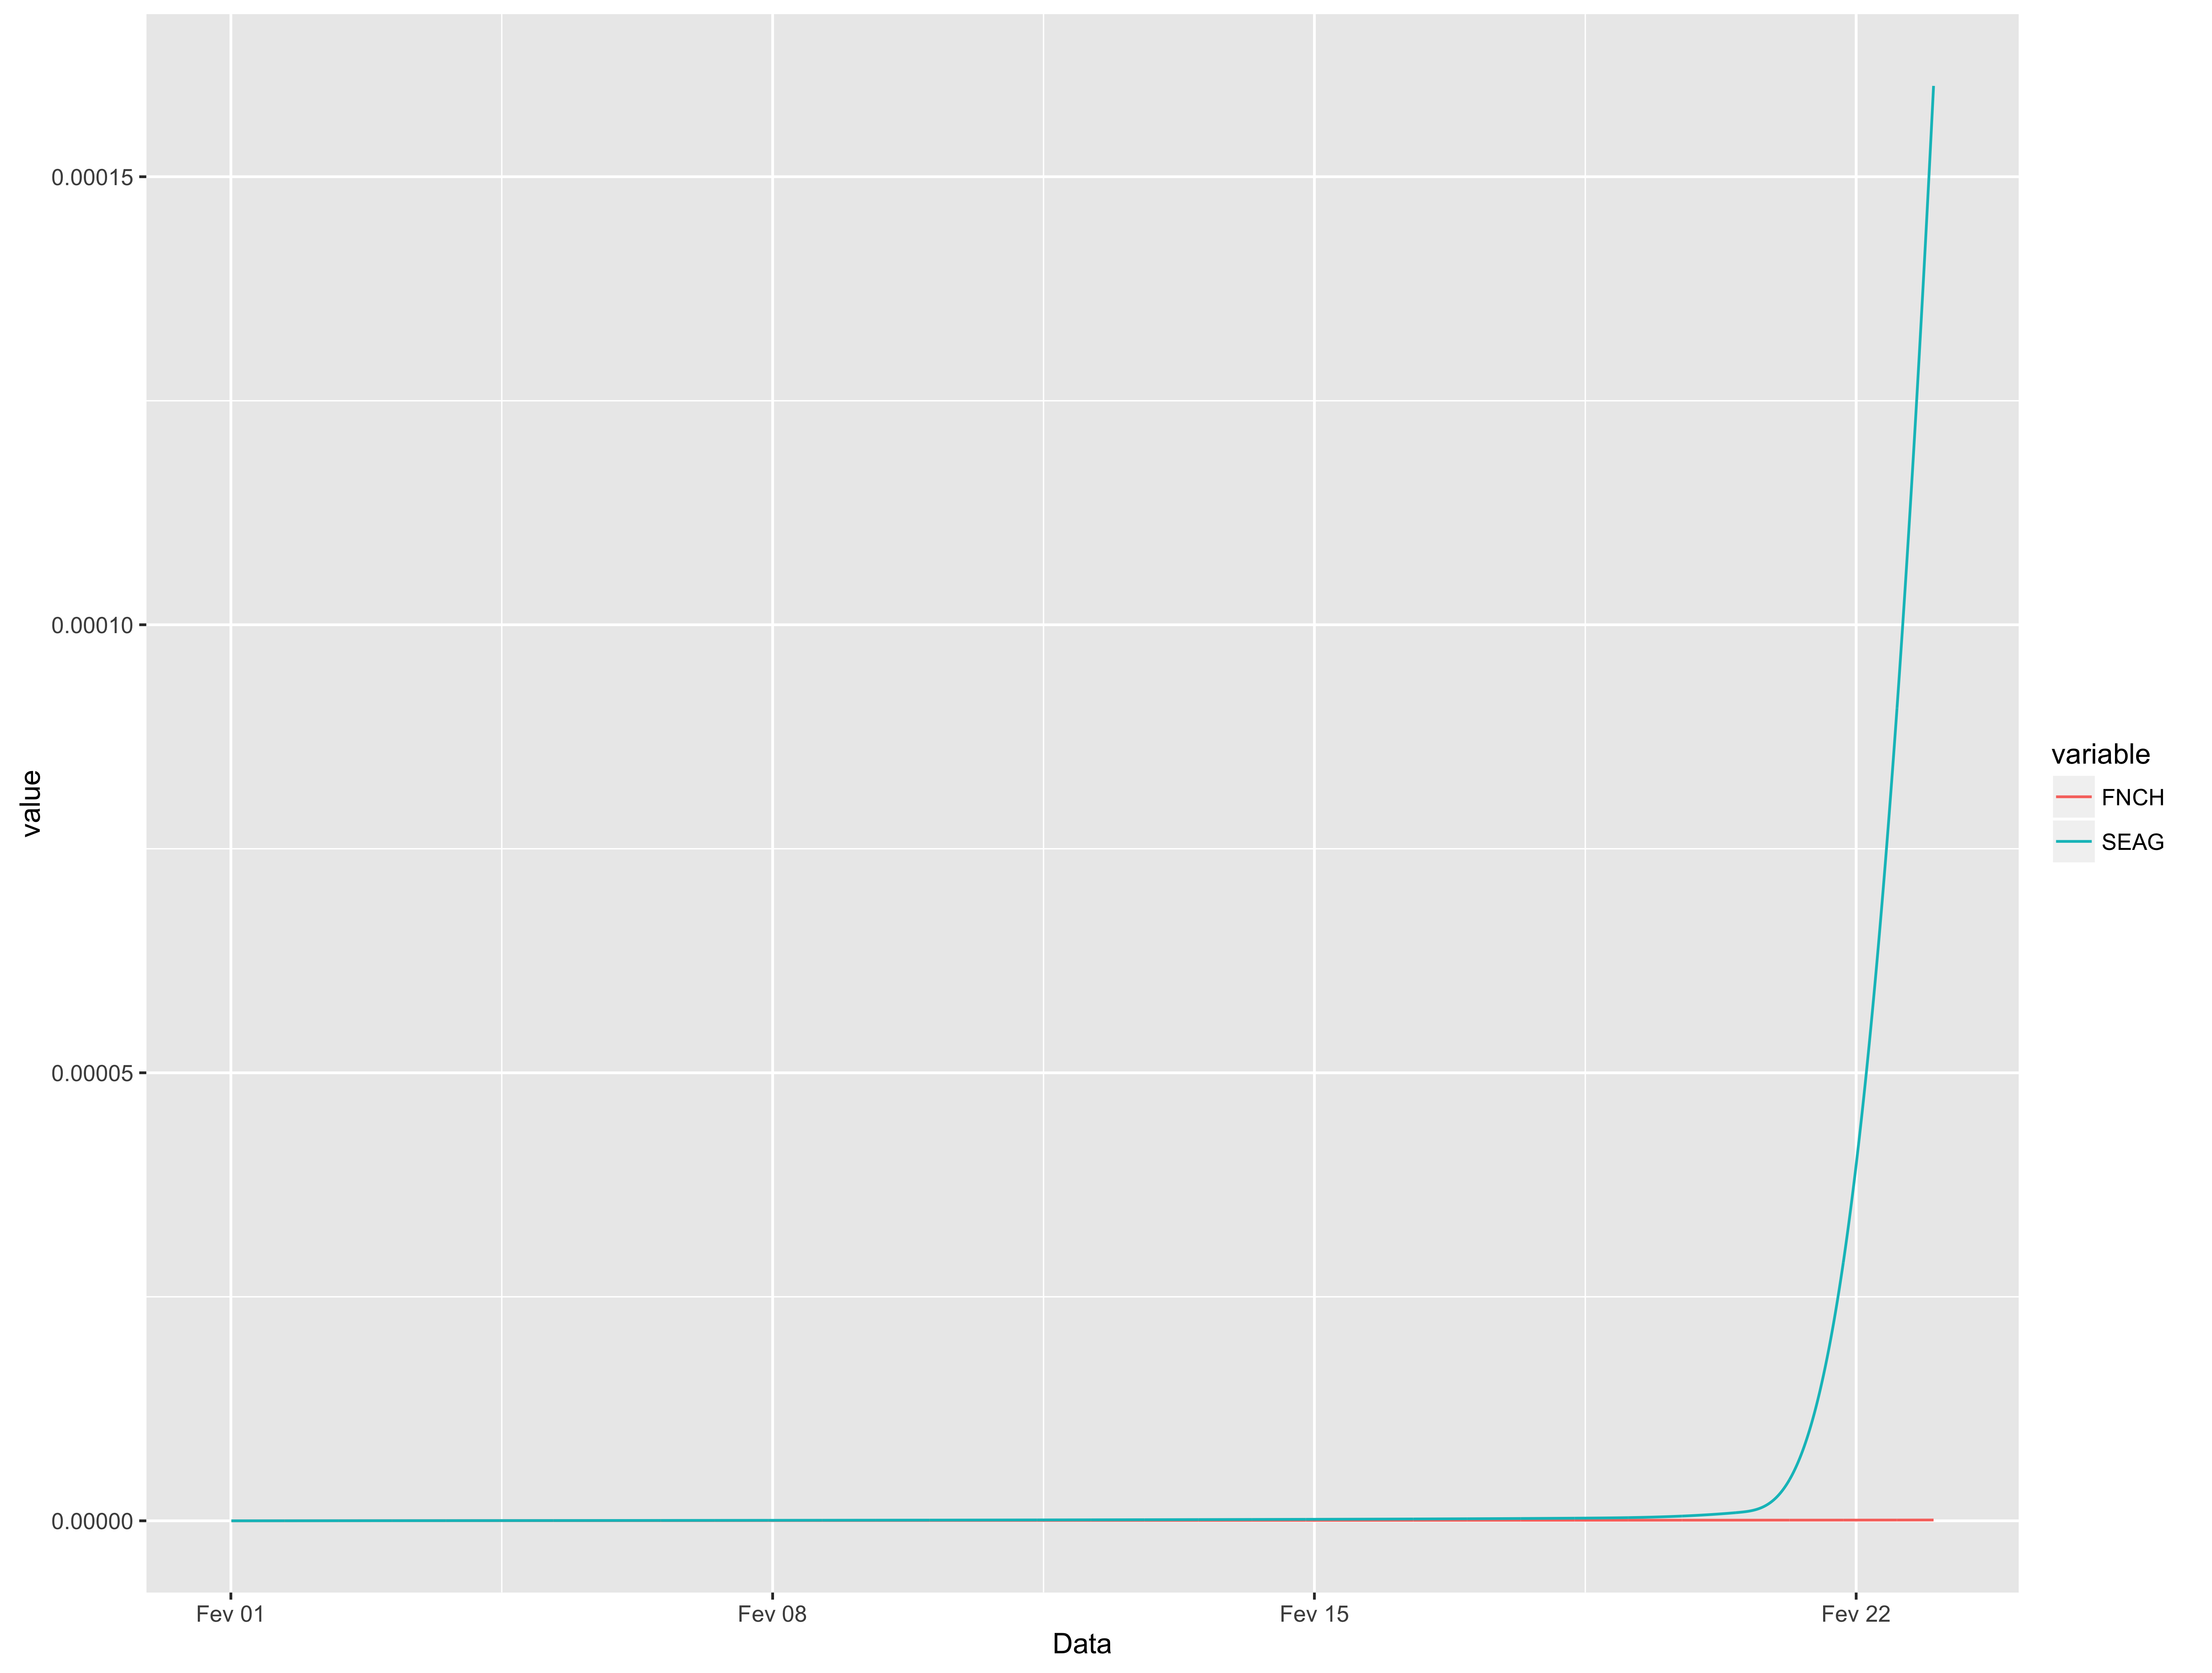 0.00015
0.00010
0.00005
0.00000
value
Fev 01
Fev 08
Fev 15
Fev 22
Data
variable
FNCH
SEAG